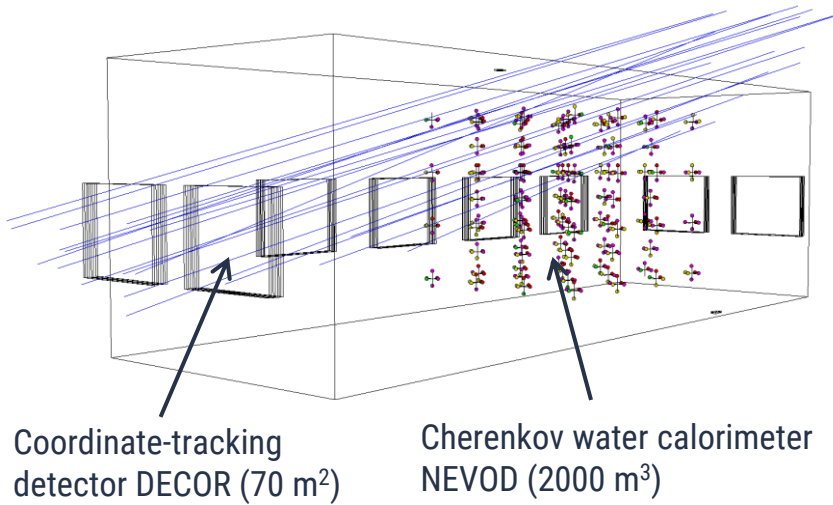 Coordinate-tracking
detector DECOR (70 m²)
Cherenkov water calorimeter
NEVOD (2000 m³)